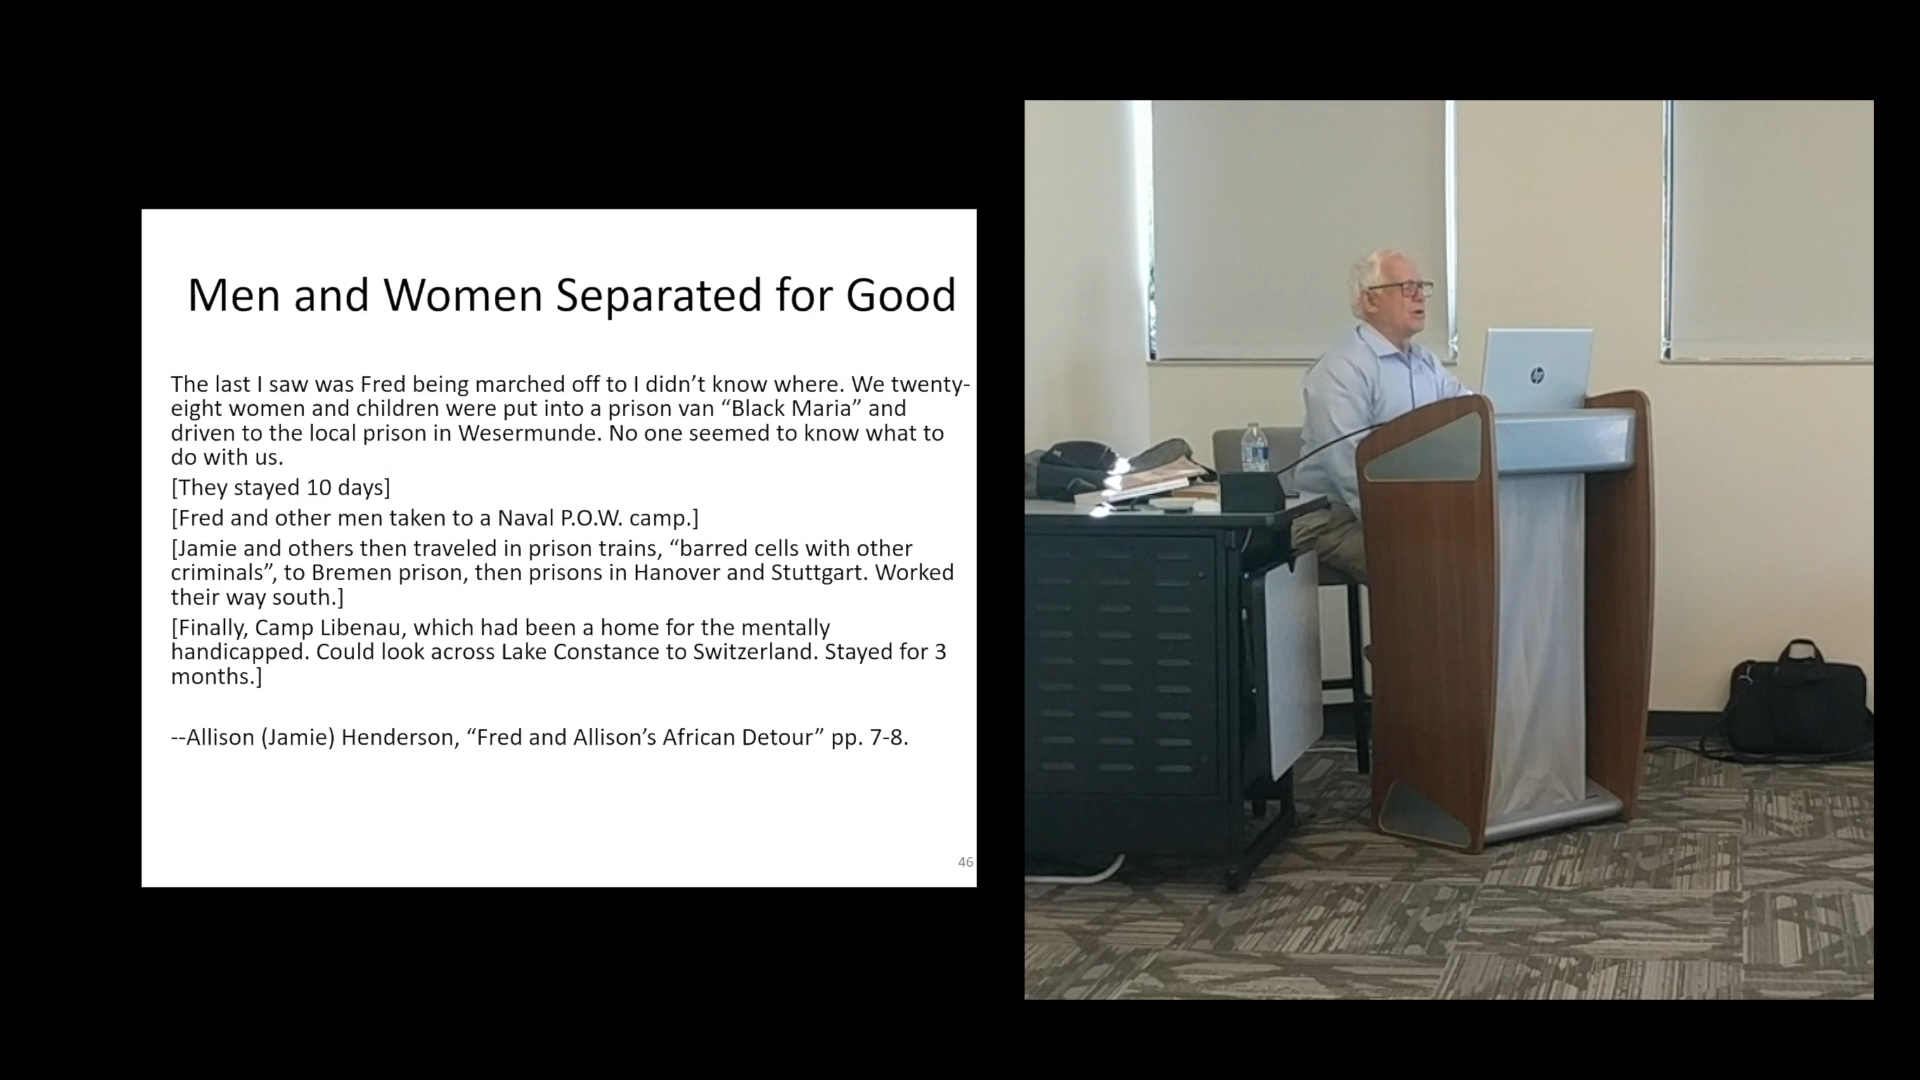 Men and Women Separated for Good
The last I saw was Fred being marched off to I didn’t know where. We twenty-
eight women and children were put into a prison van “Black Maria” and
driven to the local prison in Wesermunde. No one seemed to know what to
do with us.
[They stayed 10 days]
[Fred and other men taken to a Naval P.O.W. camp.]
[Jamie and others then traveled in prison trains, “barred cells with other
criminals”, to Bremen prison, then prisons in Hanover and Stuttgart. Worked
their way south.]
[Finally, Camp Libenau, which had been a home for the mentally
handicapped. Could look across Lake Constance to Switzerland. Stayed for 3
months.]
--Allison (Jamie) Henderson, “Fred and Allison’s African Detour” pp. 7-8.
46
hp